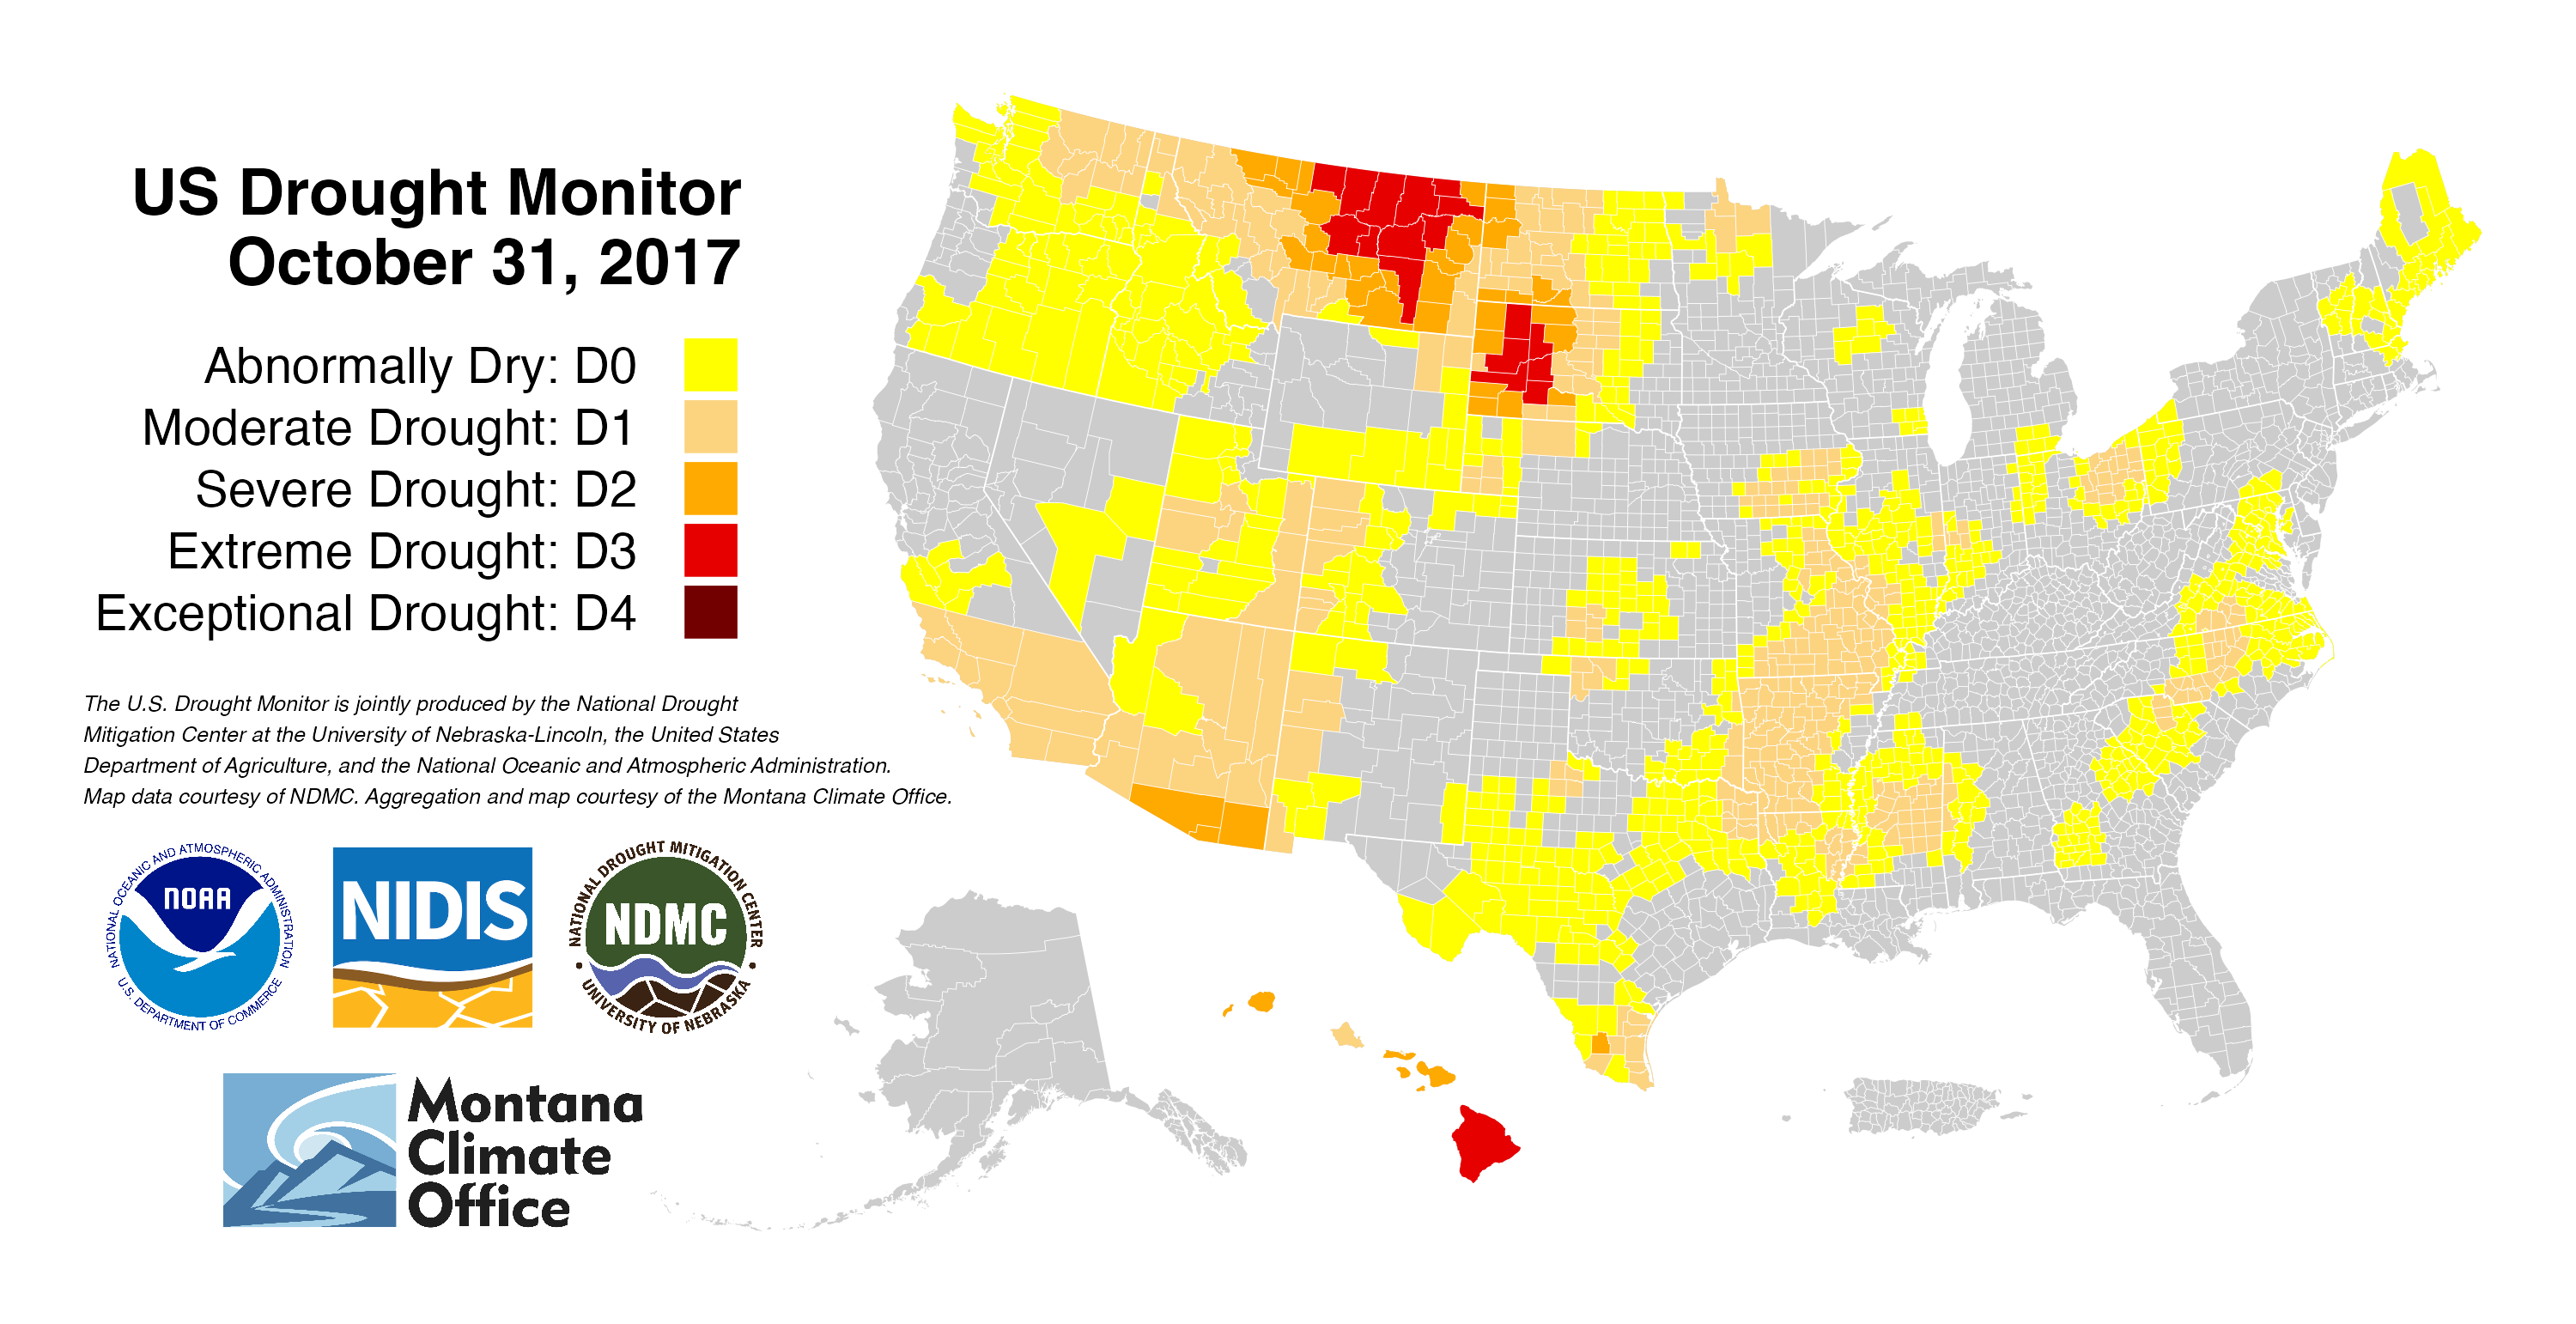 US Drought Monitor
October 31, 2017
Abnormally Dry: D0
Moderate Drought: D1
Severe Drought: D2
Extreme Drought: D3
Exceptional Drought: D4
The U.S. Drought Monitor is jointly produced by the National Drought
Mitigation Center at the University of Nebraska-Lincoln, the United States
Department of Agriculture, and the National Oceanic and Atmospheric Administration.
Map data courtesy of NDMC. Aggregation and map courtesy of the Montana Climate Office.
NATIONAL OCEANIC AND ATMOSPHERIC ADMINISTRATION
NOAA
U.S. DEPARTMENT OF COMMERCE
NIDIS
NATIONAL DROUGHT MITIGATION CENTER
NDMC
• UNIVERSITY OF NEBRASKA •
Montana
Climate
Office